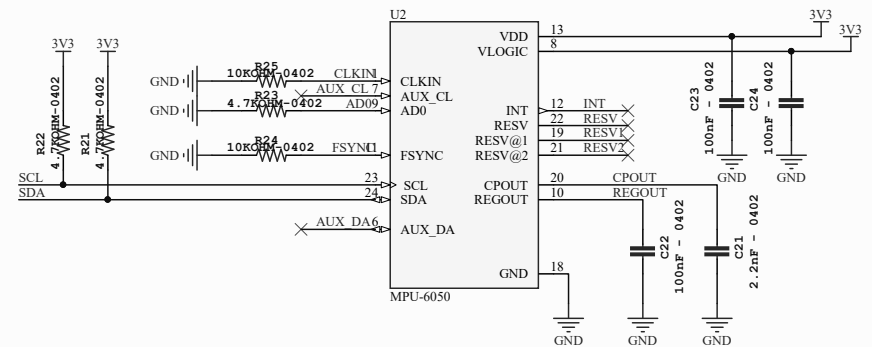 U2
3V3
3V3
R22
4.7KOHM-0402
R21
4.7KOHM-0402
GND
R25
10KOHM-0402
CLKIN
1
CLKIN
AUX_CL
7
AUX_CL
GND
R23
4.7KOHM-0402
AD0
9
AD0
GND
R24
10KOHM-0402
FSYNC
11
FSYNC
SCL
23
SCL
SDA
24
SDA
AUX_DA
6
AUX_DA
MPU-6050
VDD
13
3V3
VLOGIC
8
3V3
C23
100nF - 0402
GND
C24
100nF - 0402
GND
INT
12
INT
RESV
22
RESV
RESV@1
19
RESV1
RESV@2
21
RESV2
CPOUT
20
CPOUT
REGOUT
10
REGOUT
GND
18
GND
C22
100nF - 0402
GND
C21
2.2nF - 0402
GND